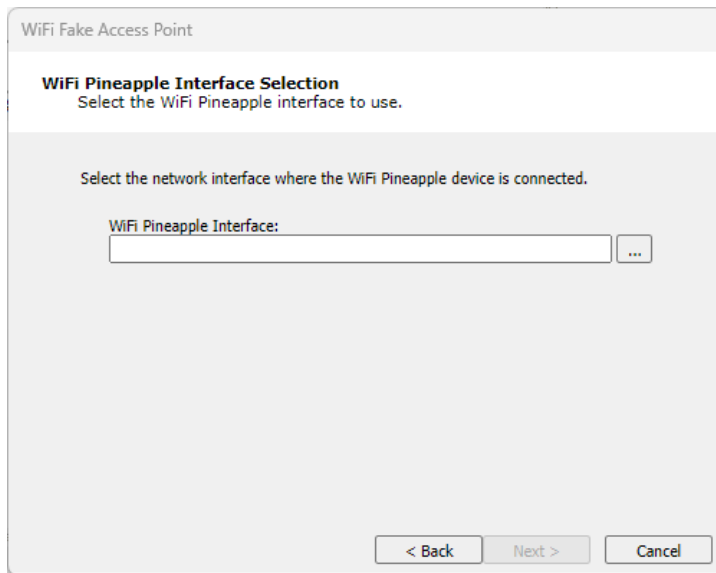 WiFi Fake Access Point
WiFi Pineapple Interface Selection
Select the WiFi Pineapple interface to use.
Select the network interface where the WiFi Pineapple device is connected.
WiFi Pineapple Interface:
...
< Back Next > Cancel